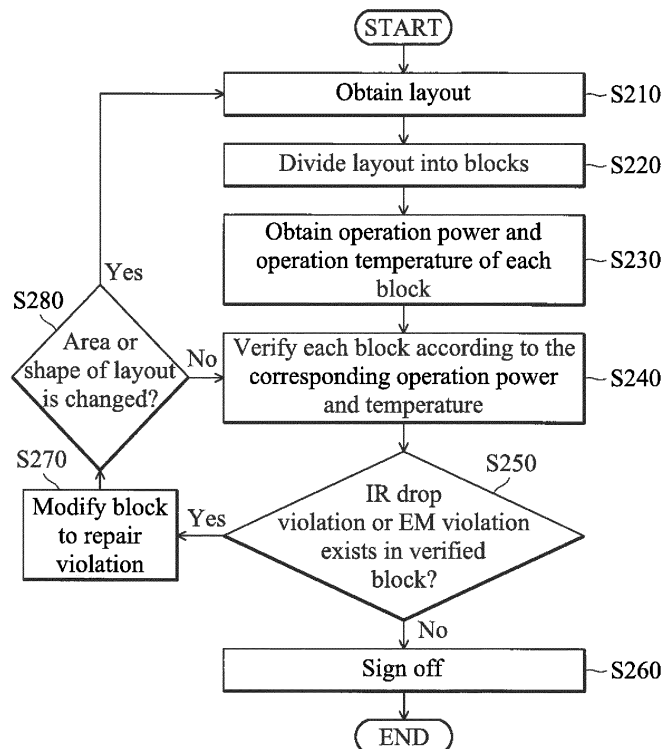 START
Obtain layout
S210
Divide layout into blocks
S220
Obtain operation power and
operation temperature of each
block
S230
Yes
S280
Area or
shape of layout
is changed?
No
Verify each block according to the
corresponding operation power
and temperature
S240
S270
Modify block
to repair
violation
Yes
S250
IR drop
violation or EM violation
exists in verified
block?
No
Sign off
S260
END